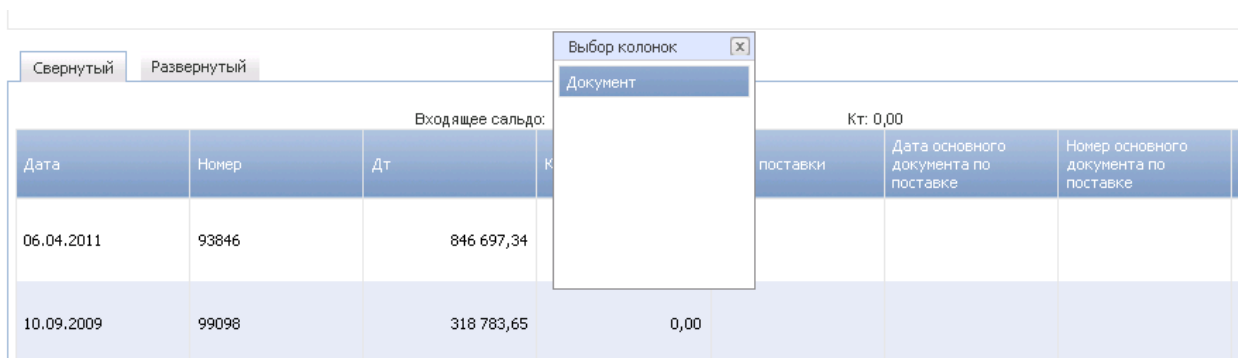 Выбор колонок
Свернутый Развернутый
Документ
Входящее сальдо: Кт: 0,00
Дата Номер Дт К поставки Дата основного документа по поставке Номер основного документа по поставке
06.04.2011 93846 846 697,34
10.09.2009 99098 318 783,65 0,00